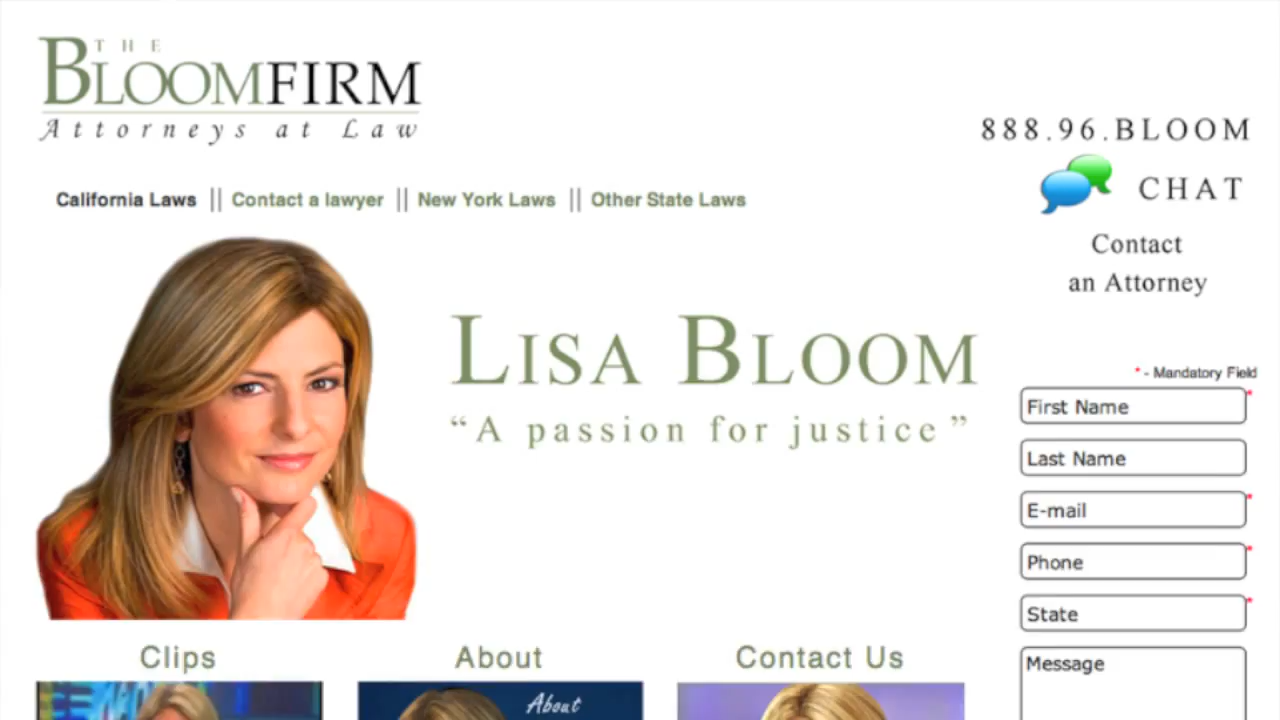 THE
BLOOMFIRM
Attorneys at Law
888.96.BLOOM
CHAT
Contact
an Attorney
California Laws || Contact a lawyer || New York Laws || Other State Laws
LISA BLOOM
“A passion for justice”
* - Mandatory Field
First Name *
Last Name
E-mail *
Phone *
State *
Message
Clips
About
Contact Us
About